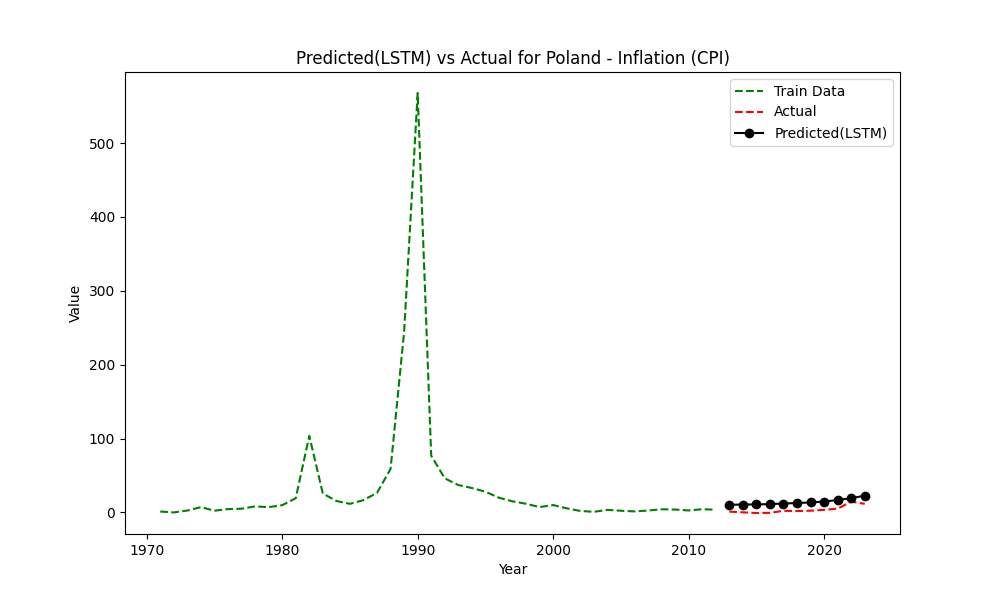 Predicted(LSTM) vs Actual for Poland - Inflation (CPI)
Train Data
Actual
Predicted(LSTM)
Value
500
400
300
200
100
0
1970 1980 1990 2000 2010 2020
Year